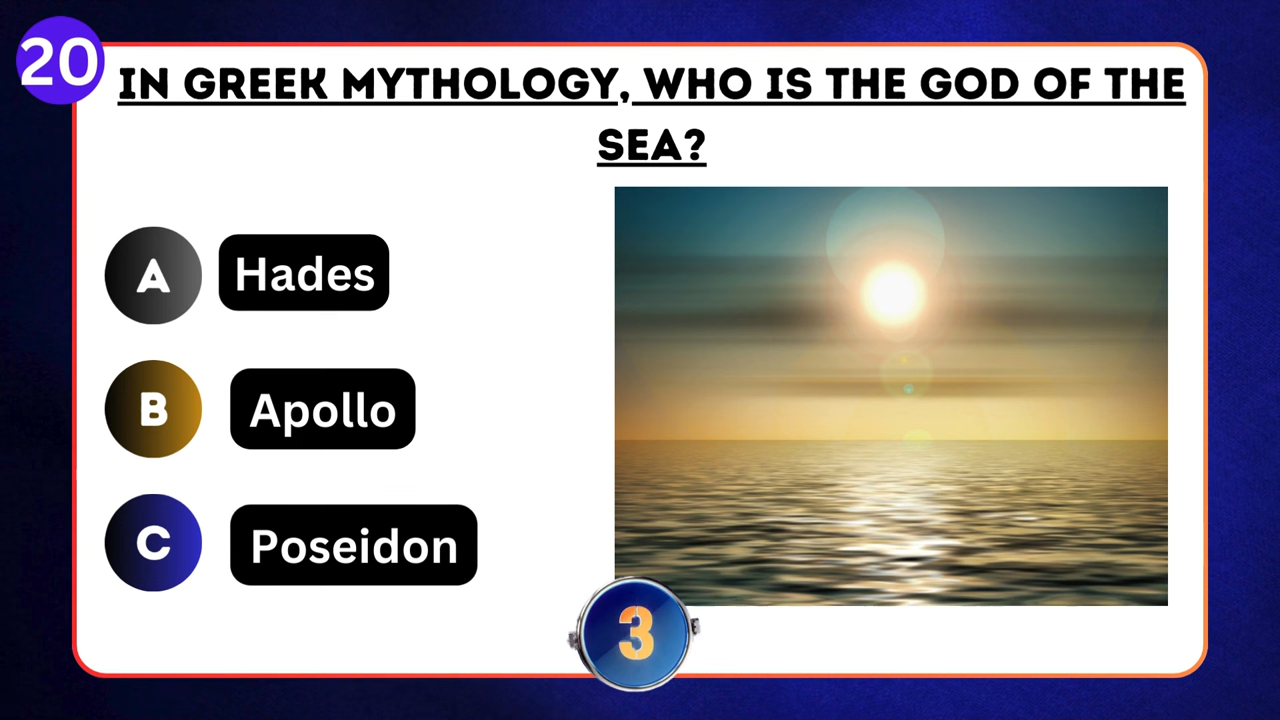 20
IN GREEK MYTHOLOGY, WHO IS THE GOD OF THE
SEA?
A Hades
B Apollo
C Poseidon
3